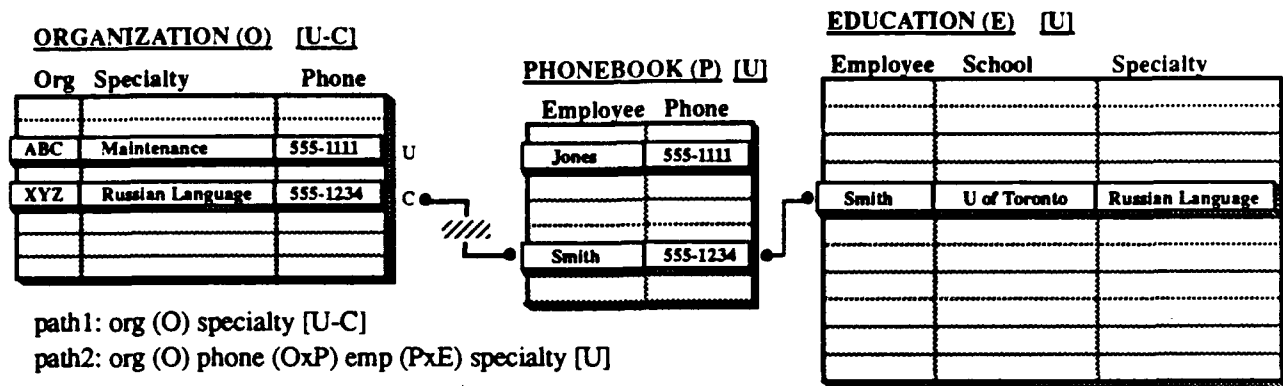 ORGANIZATION (O) [U-C]
Org Specialty Phone
ABC Maintenance 555-1111 U
XYZ Russian Language 555-1234 C
PHONEBOOK (P) [U]
Employee Phone
Jones 555-1111
Smith 555-1234
EDUCATION (E) [U]
Employee School Specialty
Smith U of Toronto Russian Language
path1: org (O) specialty [U-C]
path2: org (O) phone (OxP) emp (PxE) specialty [U]